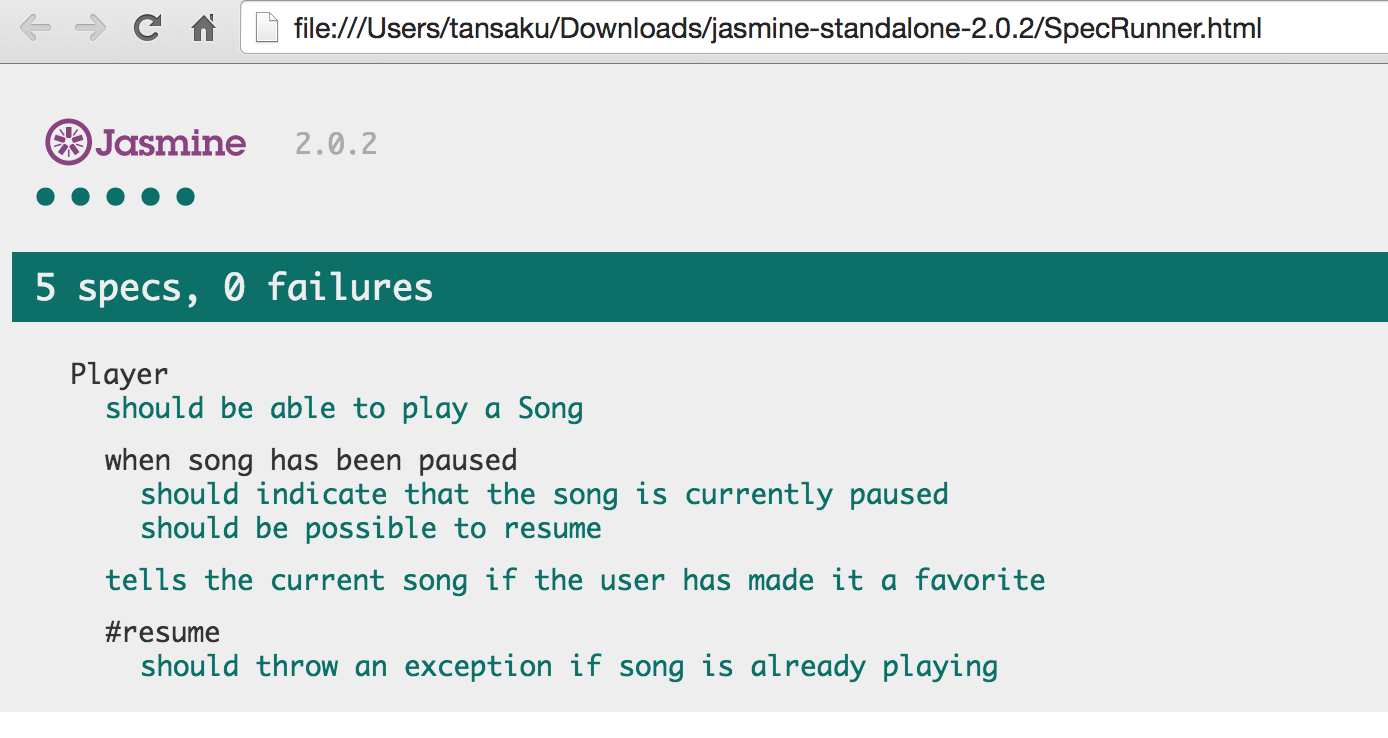 file:///Users/tansaku/Downloads/jasmine-standalone-2.0.2/SpecRunner.html
Jasmine 2.0.2
5 specs, 0 failures
Player
should be able to play a Song
when song has been paused
should indicate that the song is currently paused
should be possible to resume
tells the current song if the user has made it a favorite
#resume
should throw an exception if song is already playing